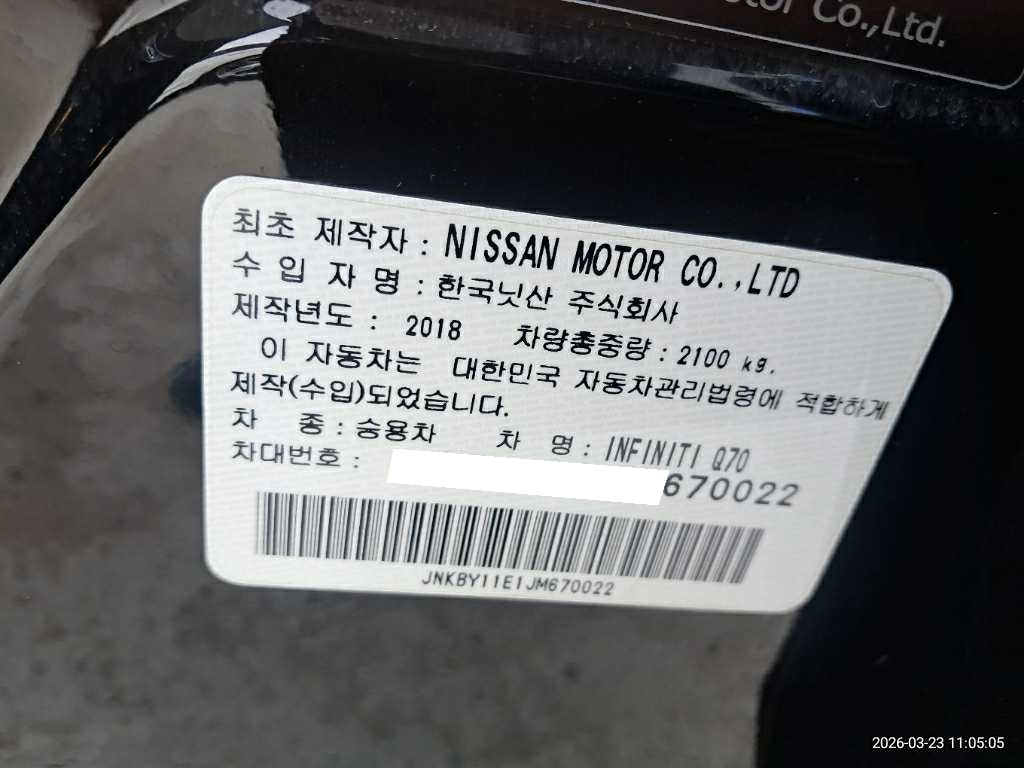 otor Co.,Ltd.
최초 제작자 : NISSAN MOTOR CO.,LTD
수 입 자 명 : 한국닛산 주식회사
제작년도 : 2018 차량총중량 : 2100 kg.
이 자동차는 대한민국 자동차관리법령에 적합하게
제작(수입)되었습니다.
차 종 : 승용차 차 명 : INFINITI Q70
차대번호 : 670022
JNKBY11E1JM670022
2026-03-23 11:05:05